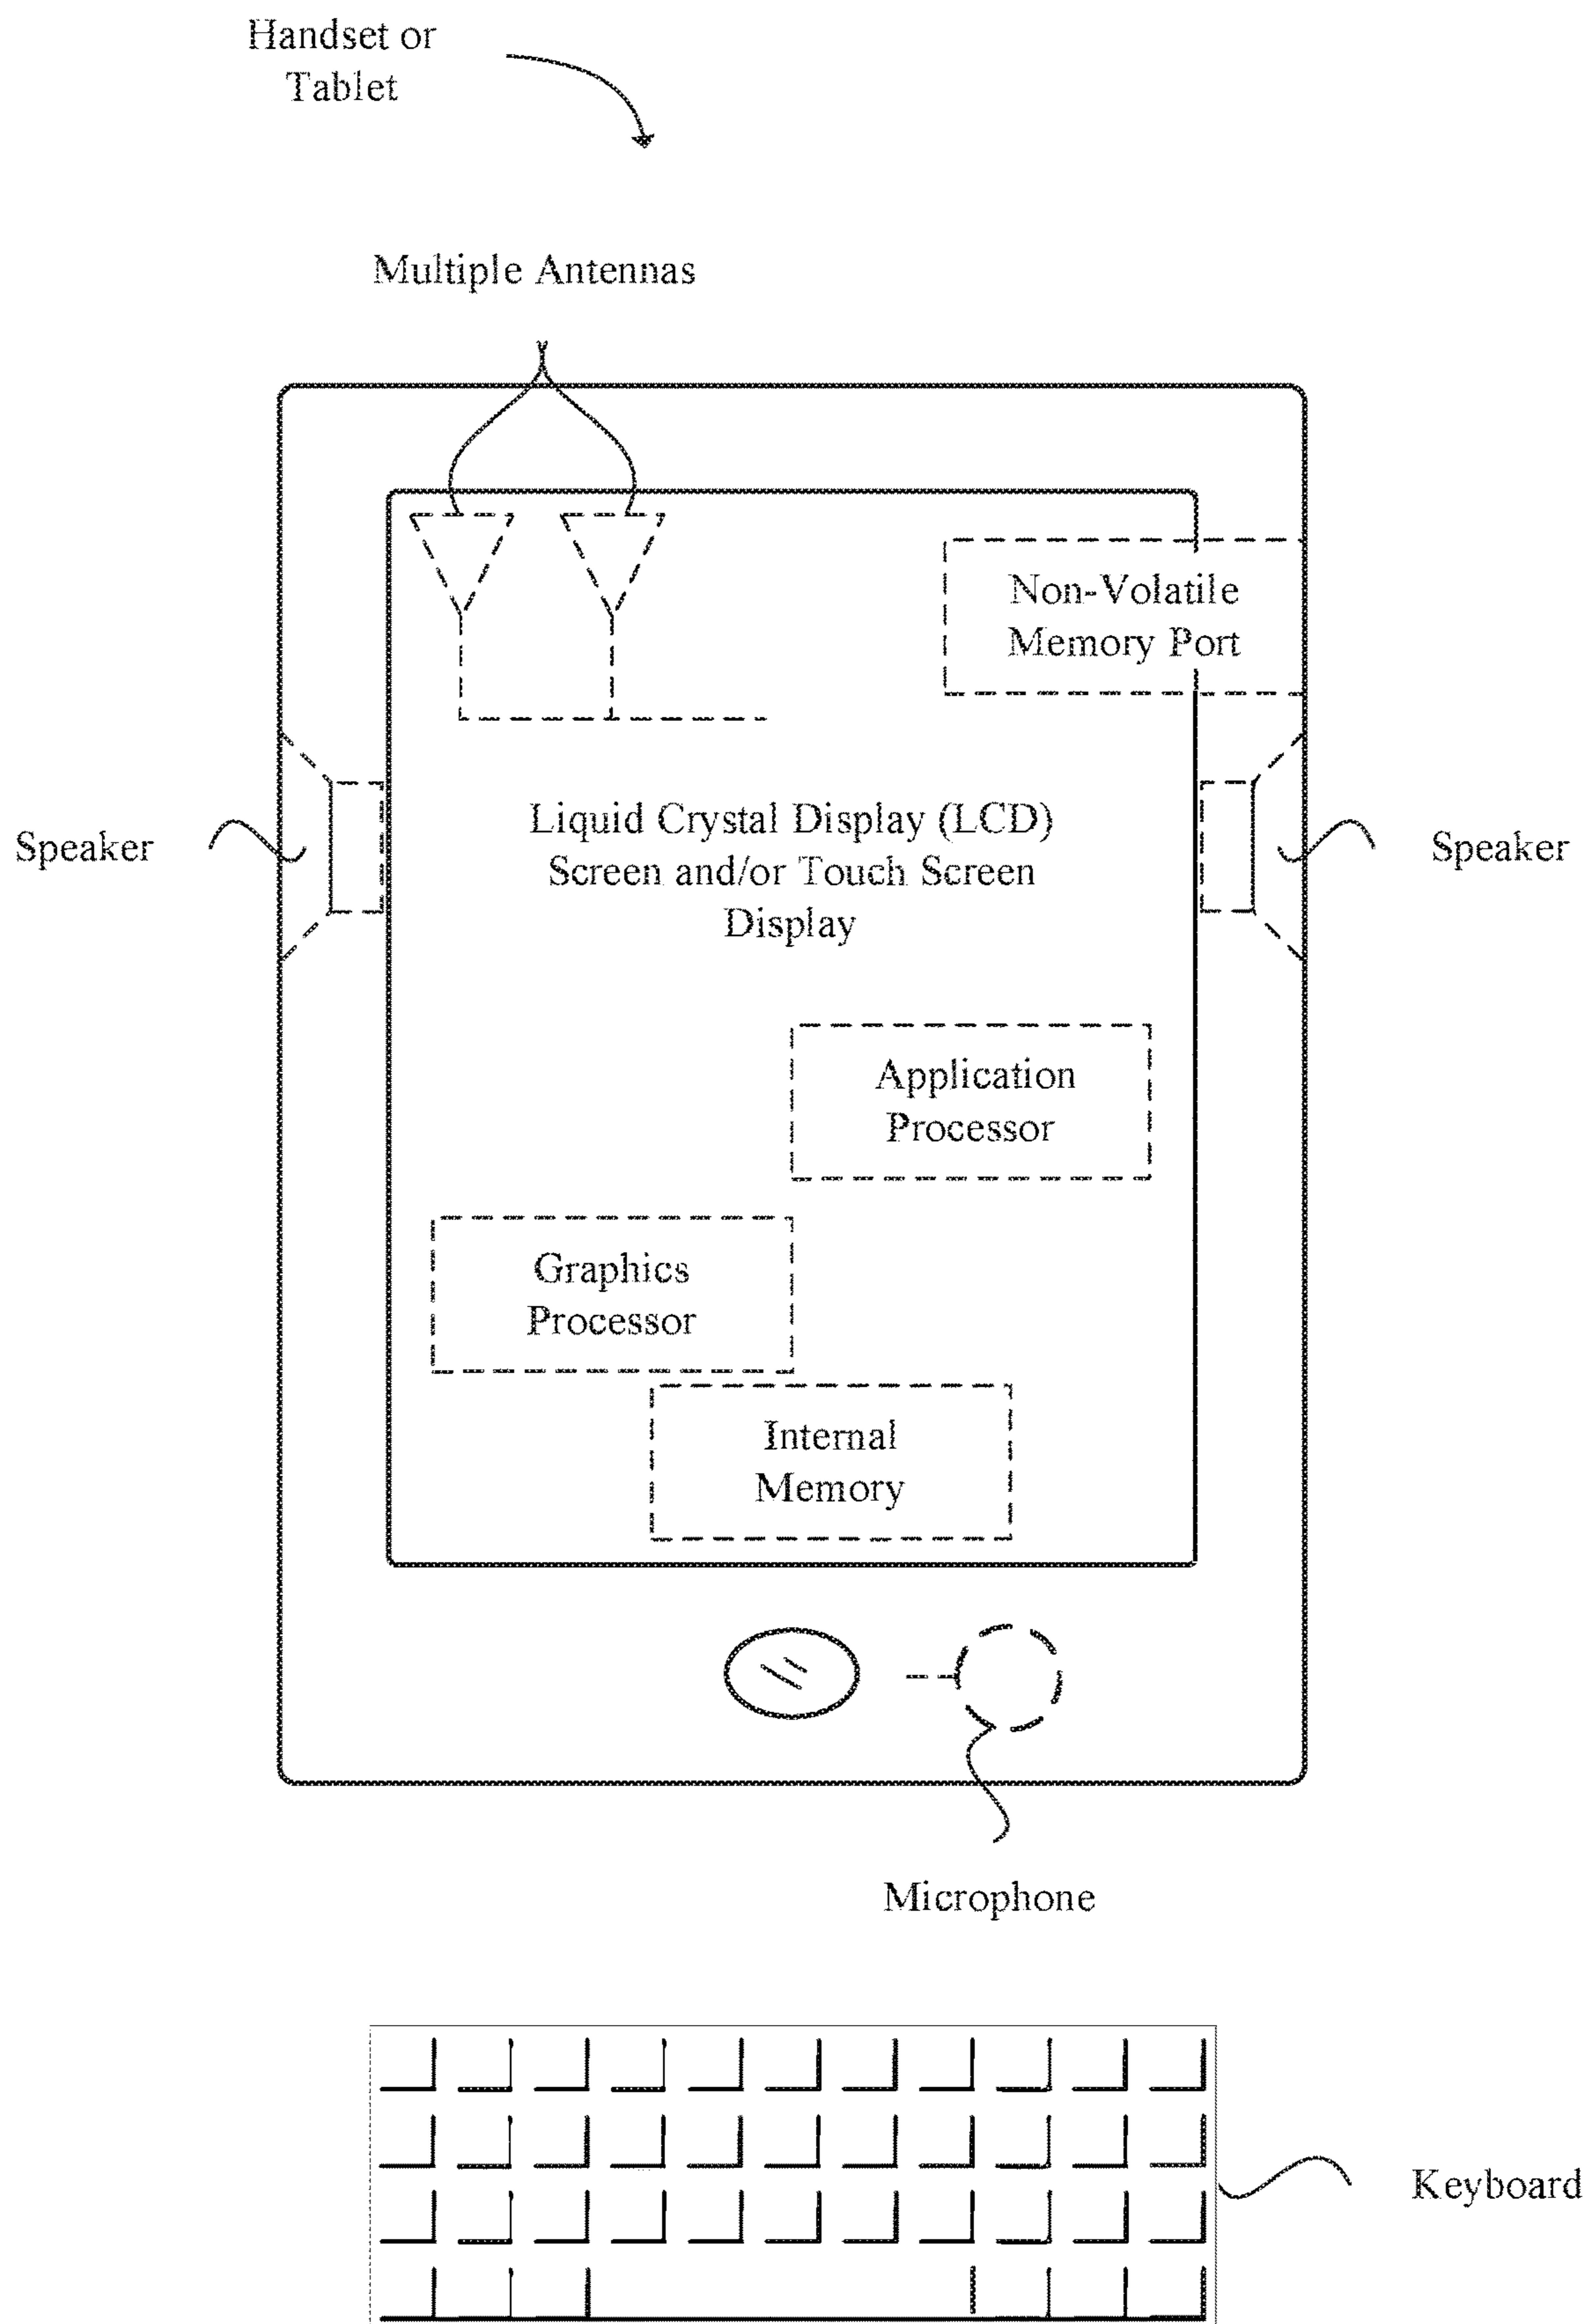 Handset or
Tablet
Multiple Antennas
Non-Volatile
Memory Port
Speaker
Liquid Crystal Display (LCD)
Screen and/or Touch Screen
Display
Speaker
Application
Processor
Graphics
Processor
Internal
Memory
Microphone
Keyboard